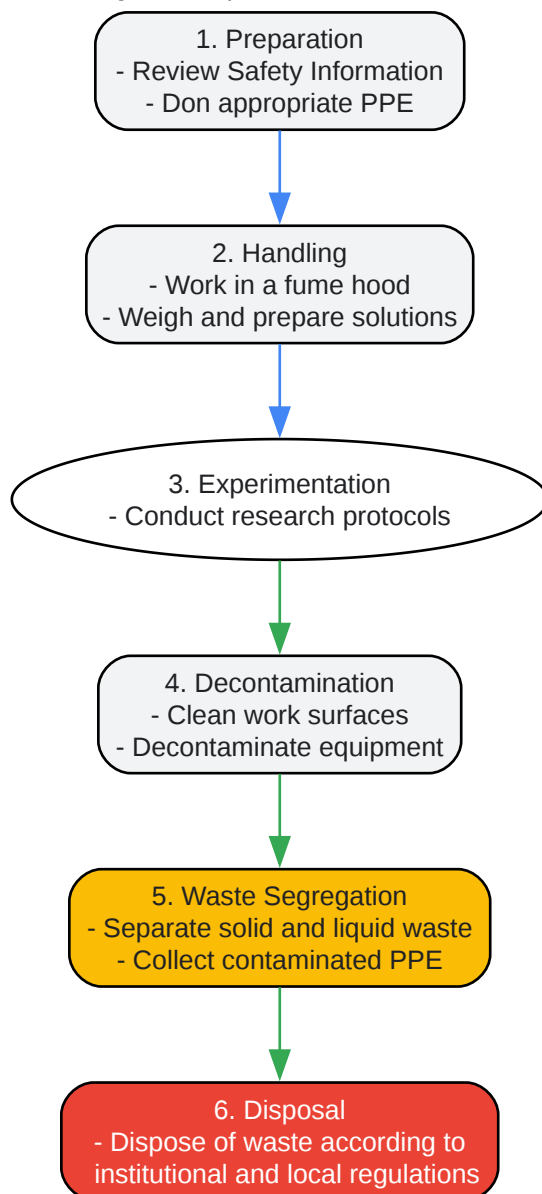 1. Preparation
- Review Safety Information
- Don appropriate PPE
2. Handling
- Work in a fume hood
- Weigh and prepare solutions
3. Experimentation
- Conduct research protocols
4. Decontamination
- Clean work surfaces
- Decontaminate equipment
5. Waste Segregation
- Separate solid and liquid waste
- Collect contaminated PPE
6. Disposal
- Dispose of waste according to
institutional and local regulations